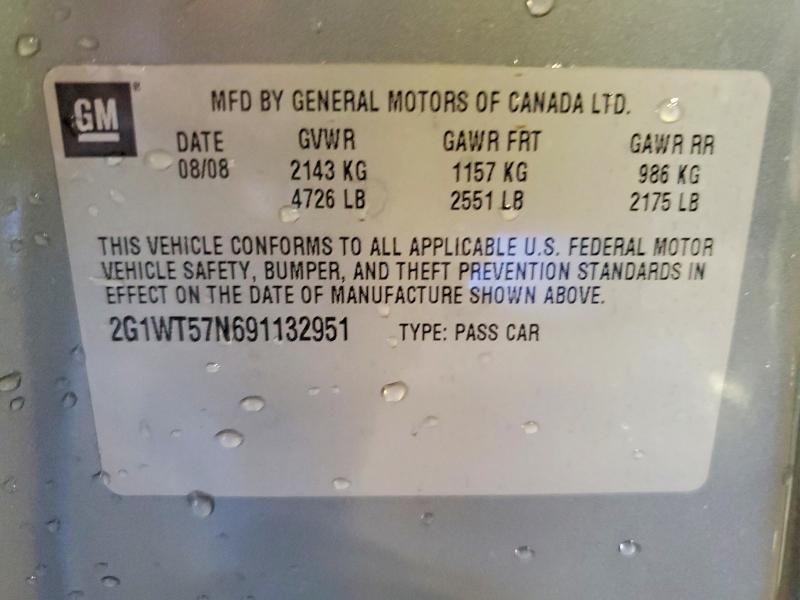 GM®
MFD BY GENERAL MOTORS OF CANADA LTD.
DATE GVWR GAWR FRT GAWR RR
08/08 2143 KG 1157 KG 986 KG
4726 LB 2551 LB 2175 LB
THIS VEHICLE CONFORMS TO ALL APPLICABLE U.S. FEDERAL MOTOR
VEHICLE SAFETY, BUMPER, AND THEFT PREVENTION STANDARDS IN
EFFECT ON THE DATE OF MANUFACTURE SHOWN ABOVE.
2G1WT57N691132951 TYPE: PASS CAR